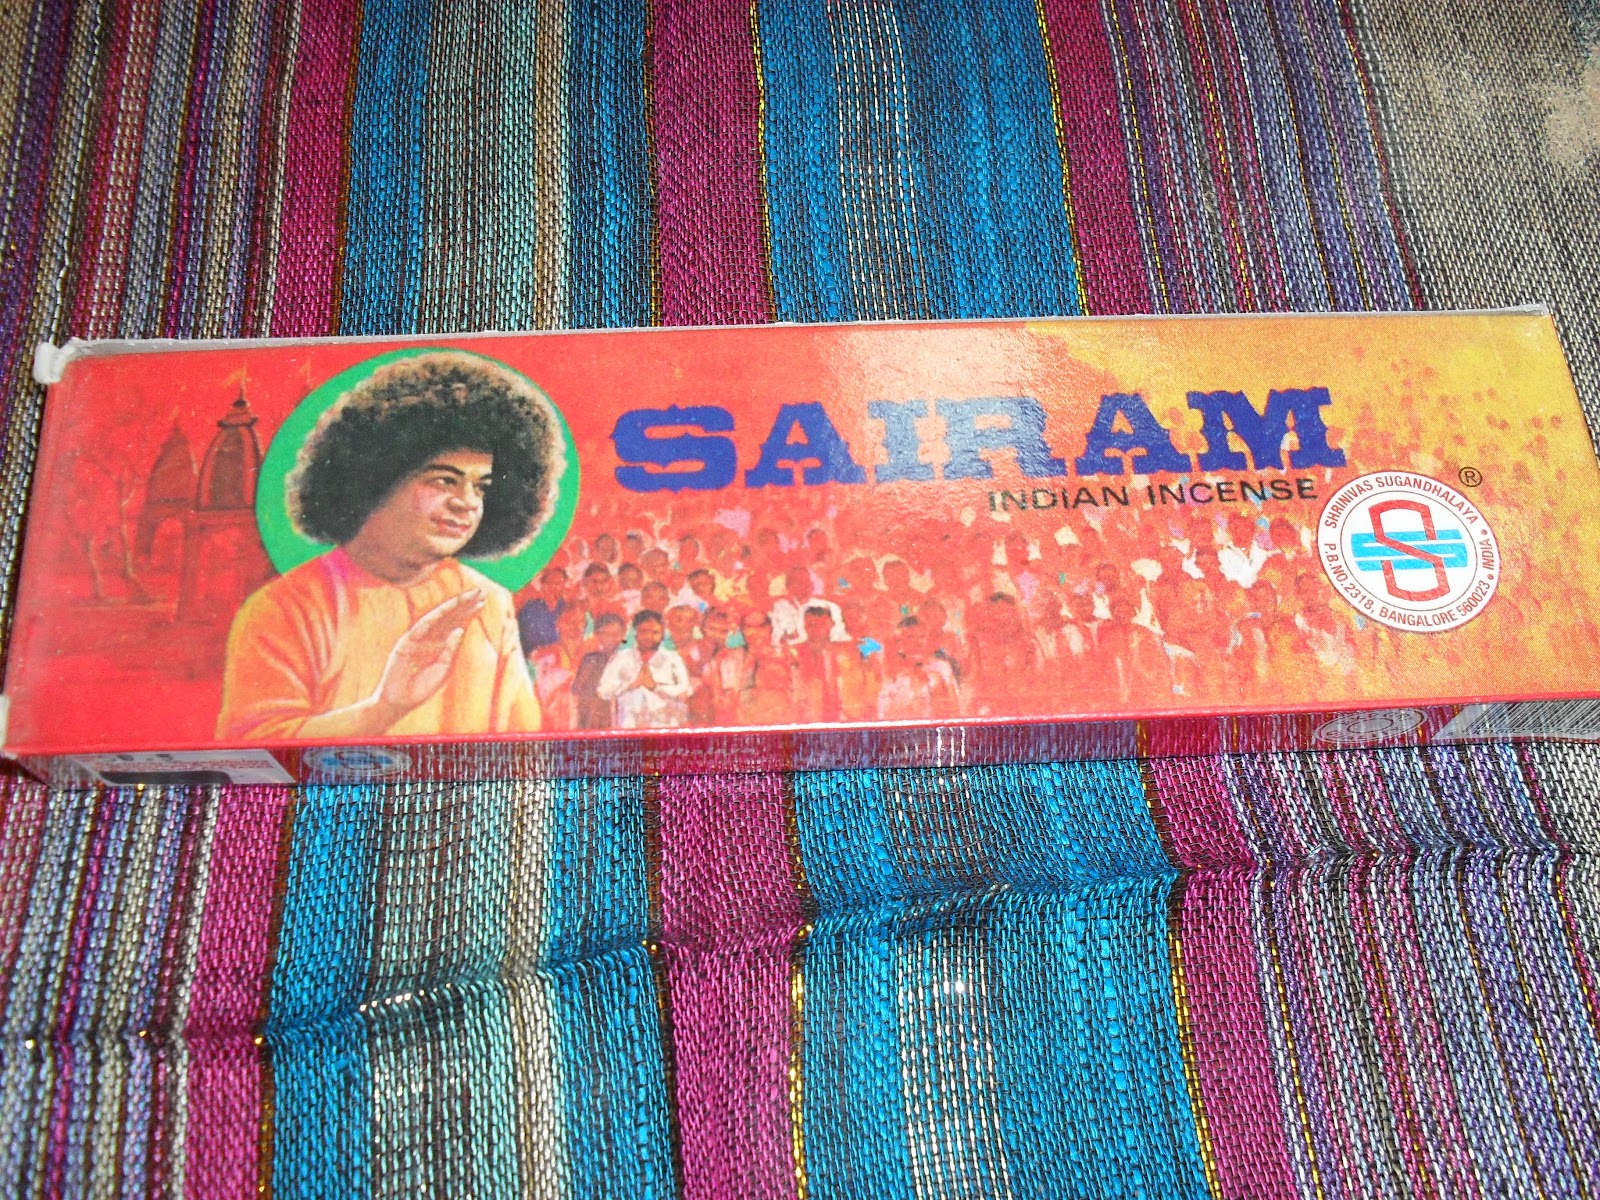 SAIRAM
INDIAN INCENSE
®
SHRINIVAS SUGANDHALAYA
P.B.NO.2318, BANGALORE 560023 • INDIA •